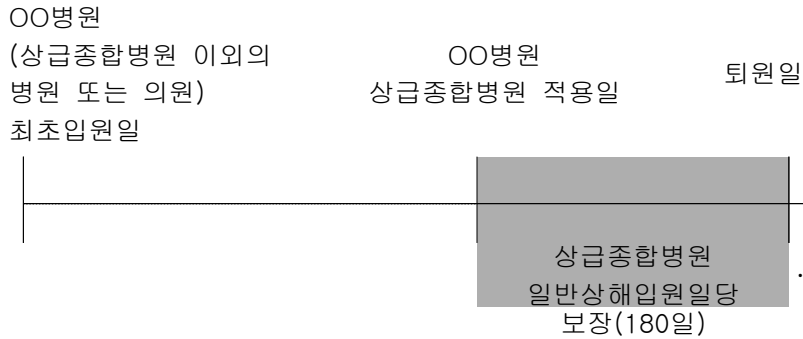 OO병원
(상급종합병원 이외의
병원 또는 의원)
최초입원일
OO병원
상급종합병원 적용일
퇴원일
상급종합병원
일반상해입원일당
보장(180일)
.